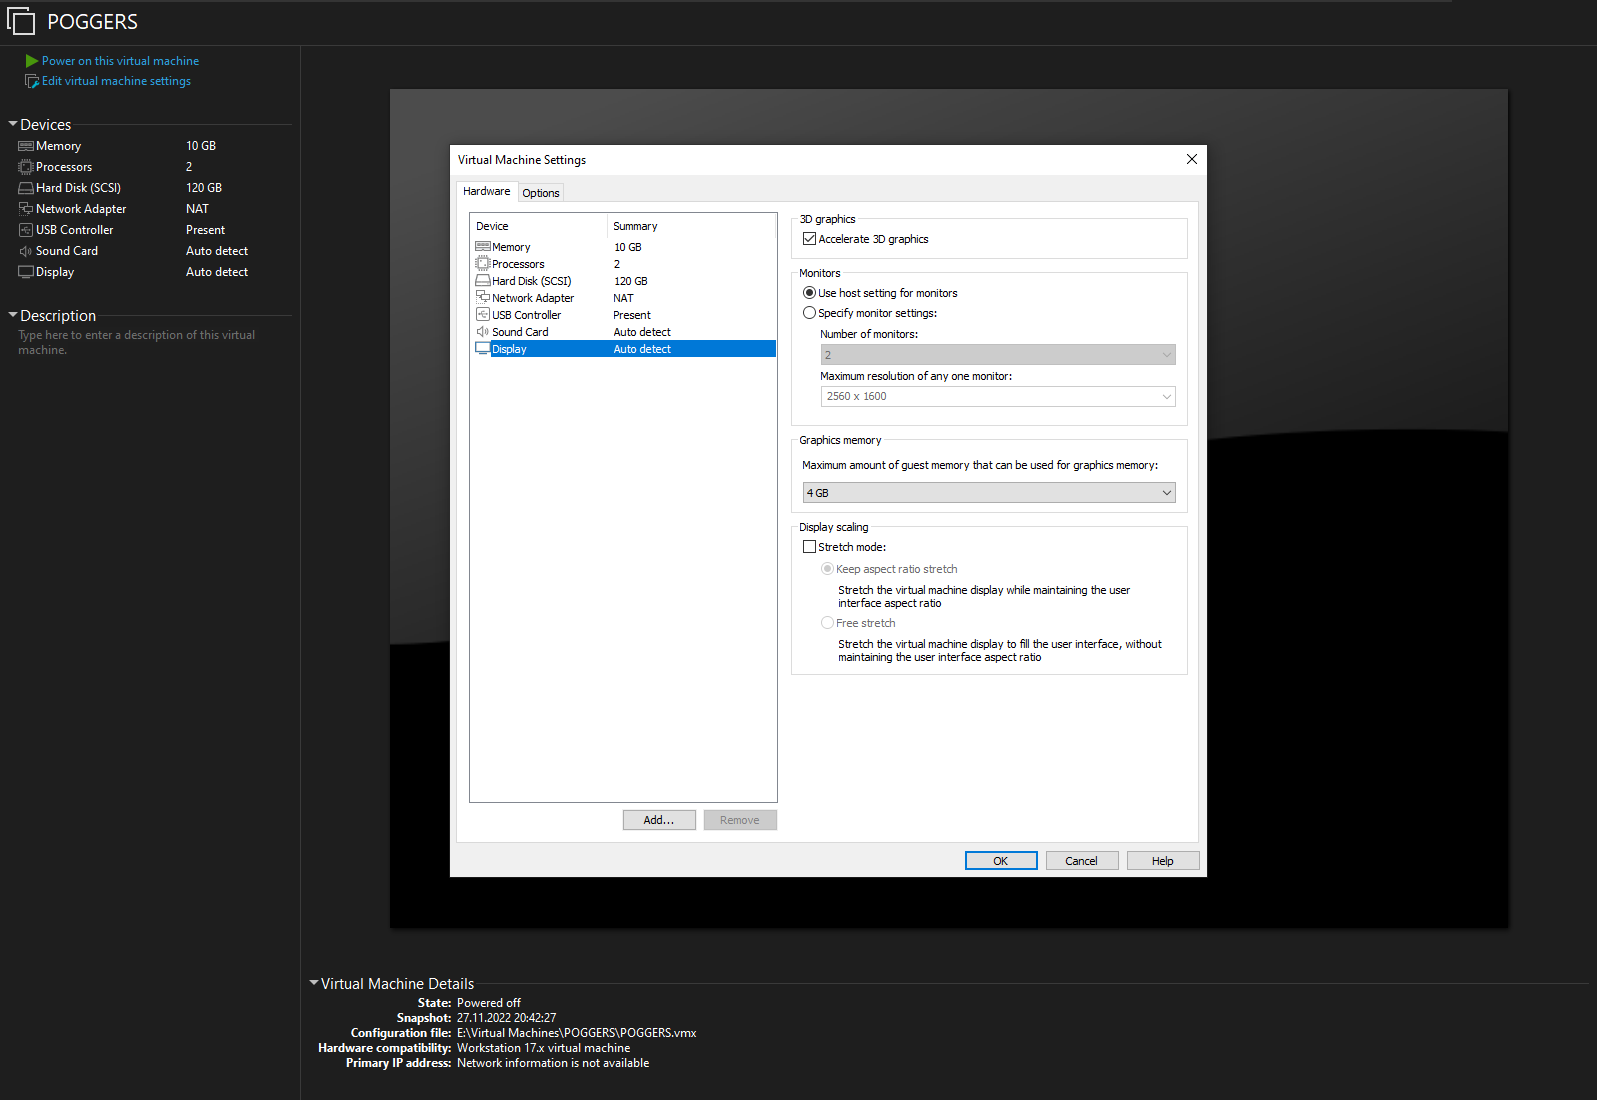 POGGERS
Power on this virtual machine
Edit virtual machine settings
Devices
Memory 10 GB
Processors 2
Hard Disk (SCSI) 120 GB
Network Adapter NAT
USB Controller Present
Sound Card Auto detect
Display Auto detect
Description
Type here to enter a description of this virtual
machine.
Virtual Machine Settings
Hardware Options
Device Summary
Memory 10 GB
Processors 2
Hard Disk (SCSI) 120 GB
Network Adapter NAT
USB Controller Present
Sound Card Auto detect
Display Auto detect
Add...
Remove
3D graphics
Accelerate 3D graphics
Monitors
Use host setting for monitors
Specify monitor settings:
Number of monitors:
2
Maximum resolution of any one monitor:
2560 x 1600
Graphics memory
Maximum amount of guest memory that can be used for graphics memory:
4 GB
Display scaling
Stretch mode:
Keep aspect ratio stretch
Stretch the virtual machine display while maintaining the user
interface aspect ratio
Free stretch
Stretch the virtual machine display to fill the user interface, without
maintaining the user interface aspect ratio
OK Cancel Help
Virtual Machine Details
State: Powered off
Snapshot: 27.11.2022 20:42:27
Configuration file: E:\Virtual Machines\POGGERS\POGGERS.vmx
Hardware compatibility: Workstation 17.x virtual machine
Primary IP address: Network information is not available